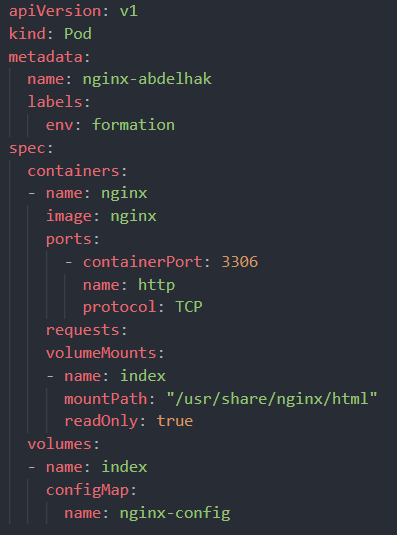 apiVersion: v1
kind: Pod
metadata:
  name: nginx-abdelhak
  labels:
    env: formation
spec:
  containers:
  - name: nginx
    image: nginx
    ports:
      - containerPort: 3306
        name: http
        protocol: TCP
    requests:
    volumeMounts:
    - name: index
      mountPath: "/usr/share/nginx/html"
      readOnly: true
  volumes:
  - name: index
    configMap:
      name: nginx-config